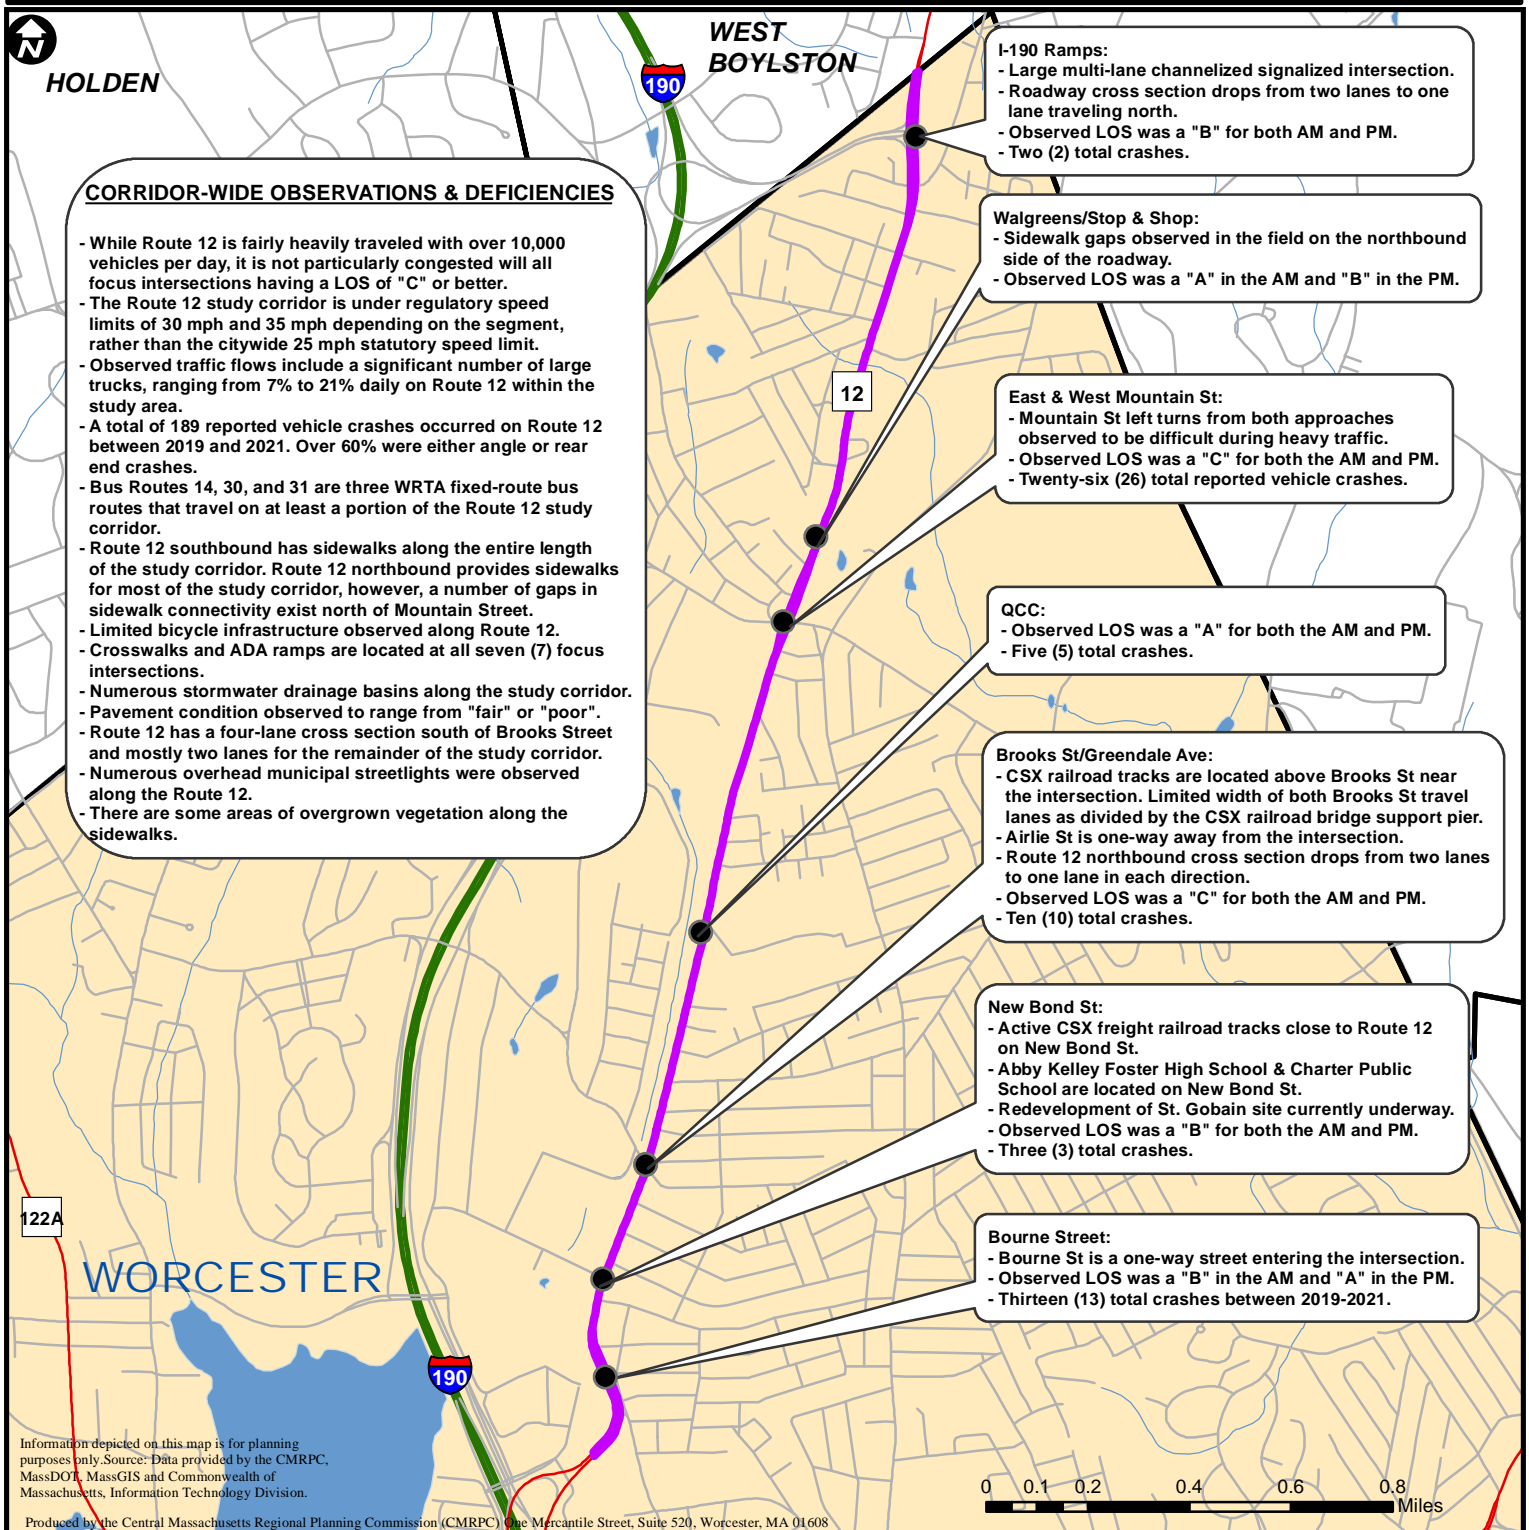 WEST
BOYLSTON
N
HOLDEN
190
I-190 Ramps:
- Large multi-lane channelized signalized intersection.
- Roadway cross section drops from two lanes to one
lane traveling north.
- Observed LOS was a "B" for both AM and PM.
- Two (2) total crashes.
CORRIDOR-WIDE OBSERVATIONS & DEFICIENCIES
- While Route 12 is fairly heavily traveled with over 10,000
vehicles per day, it is not particularly congested will all
focus intersections having a LOS of "C" or better.
- The Route 12 study corridor is under regulatory speed
limits of 30 mph and 35 mph depending on the segment,
rather than the citywide 25 mph statutory speed limit.
- Observed traffic flows include a significant number of large
trucks, ranging from 7% to 21% daily on Route 12 within the
study area.
- A total of 189 reported vehicle crashes occurred on Route 12
between 2019 and 2021. Over 60% were either angle or rear
end crashes.
- Bus Routes 14, 30, and 31 are three WRTA fixed-route bus
routes that travel on at least a portion of the Route 12 study
corridor.
- Route 12 southbound has sidewalks along the entire length
of the study corridor. Route 12 northbound provides sidewalks
for most of the study corridor, however, a number of gaps in
sidewalk connectivity exist north of Mountain Street.
- Limited bicycle infrastructure observed along Route 12.
- Crosswalks and ADA ramps are located at all seven (7) focus
intersections.
- Numerous stormwater drainage basins along the study corridor.
- Pavement condition observed to range from "fair" or "poor".
- Route 12 has a four-lane cross section south of Brooks Street
and mostly two lanes for the remainder of the study corridor.
- Numerous overhead municipal streetlights were observed
along the Route 12.
- There are some areas of overgrown vegetation along the
sidewalks.
Walgreens/Stop & Shop:
- Sidewalk gaps observed in the field on the northbound
side of the roadway.
- Observed LOS was a "A" in the AM and "B" in the PM.
12
East & West Mountain St:
- Mountain St left turns from both approaches
observed to be difficult during heavy traffic.
- Observed LOS was a "C" for both the AM and PM.
- Twenty-six (26) total reported vehicle crashes.
QCC:
- Observed LOS was a "A" for both the AM and PM.
- Five (5) total crashes.
Brooks St/Greendale Ave:
- CSX railroad tracks are located above Brooks St near
the intersection. Limited width of both Brooks St travel
lanes as divided by the CSX railroad bridge support pier.
- Airlie St is one-way away from the intersection.
- Route 12 northbound cross section drops from two lanes
to one lane in each direction.
- Observed LOS was a "C" for both the AM and PM.
- Ten (10) total crashes.
New Bond St:
- Active CSX freight railroad tracks close to Route 12
on New Bond St.
- Abby Kelley Foster High School & Charter Public
School are located on New Bond St.
- Redevelopment of St. Gobain site currently underway.
- Observed LOS was a "B" for both the AM and PM.
- Three (3) total crashes.
122A
WORCESTER
Bourne Street:
- Bourne St is a one-way street entering the intersection.
- Observed LOS was a "B" in the AM and "A" in the PM.
- Thirteen (13) total crashes between 2019-2021.
190
Information depicted on this map is for planning
purposes only.Source: Data provided by the CMRPC,
MassDOT, MassGIS and Commonwealth of
Massachusetts, Information Technology Division.
0 0.1 0.2 0.4 0.6 0.8
Miles
Produced by the Central Massachusetts Regional Planning Commission (CMRPC) One Mercantile Street, Suite 520, Worcester, MA 01608